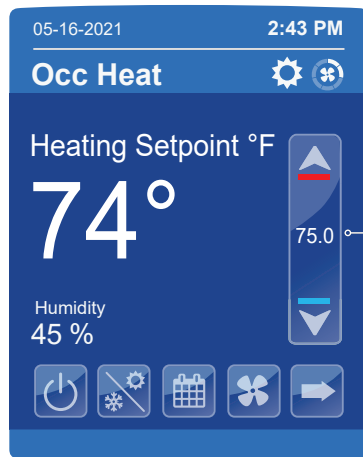 05-16-2021 2:43 PM
Occ Heat
Heating Setpoint °F
74°
75.0
Humidity
45 %